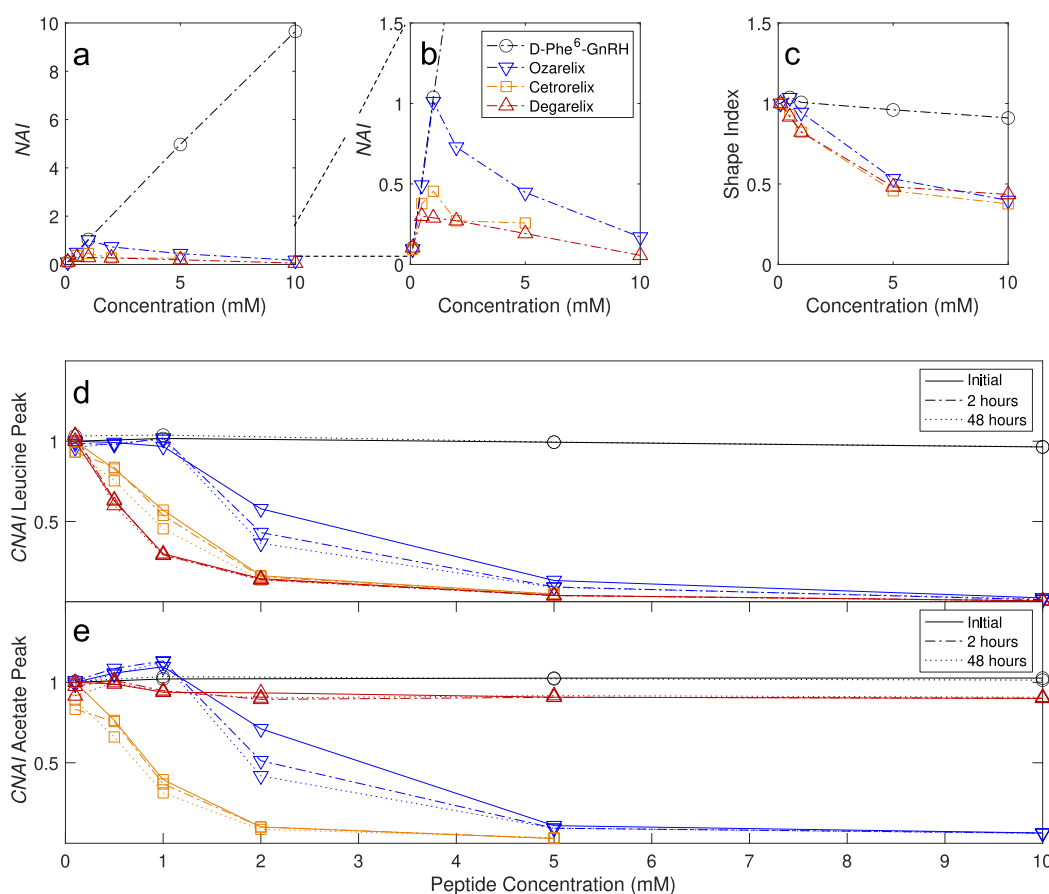 a
NAI
10
8
6
4
2
0
0
5
10
Concentration (mM)
b
NAI
1.5
1
0.5
0
0
5
10
Concentration (mM)
D-Phe⁶-GnRH
Ozarelix
Cetrorelix
Degarelix
c
Shape Index
1.5
1
0.5
0
0
5
10
Concentration (mM)
d
CNAI Leucine Peak
1
0.5
Initial
2 hours
48 hours
e
CNAI Acetate Peak
1
0.5
Initial
2 hours
48 hours
0 1 2 3 4 5 6 7 8 9 10
Peptide Concentration (mM)